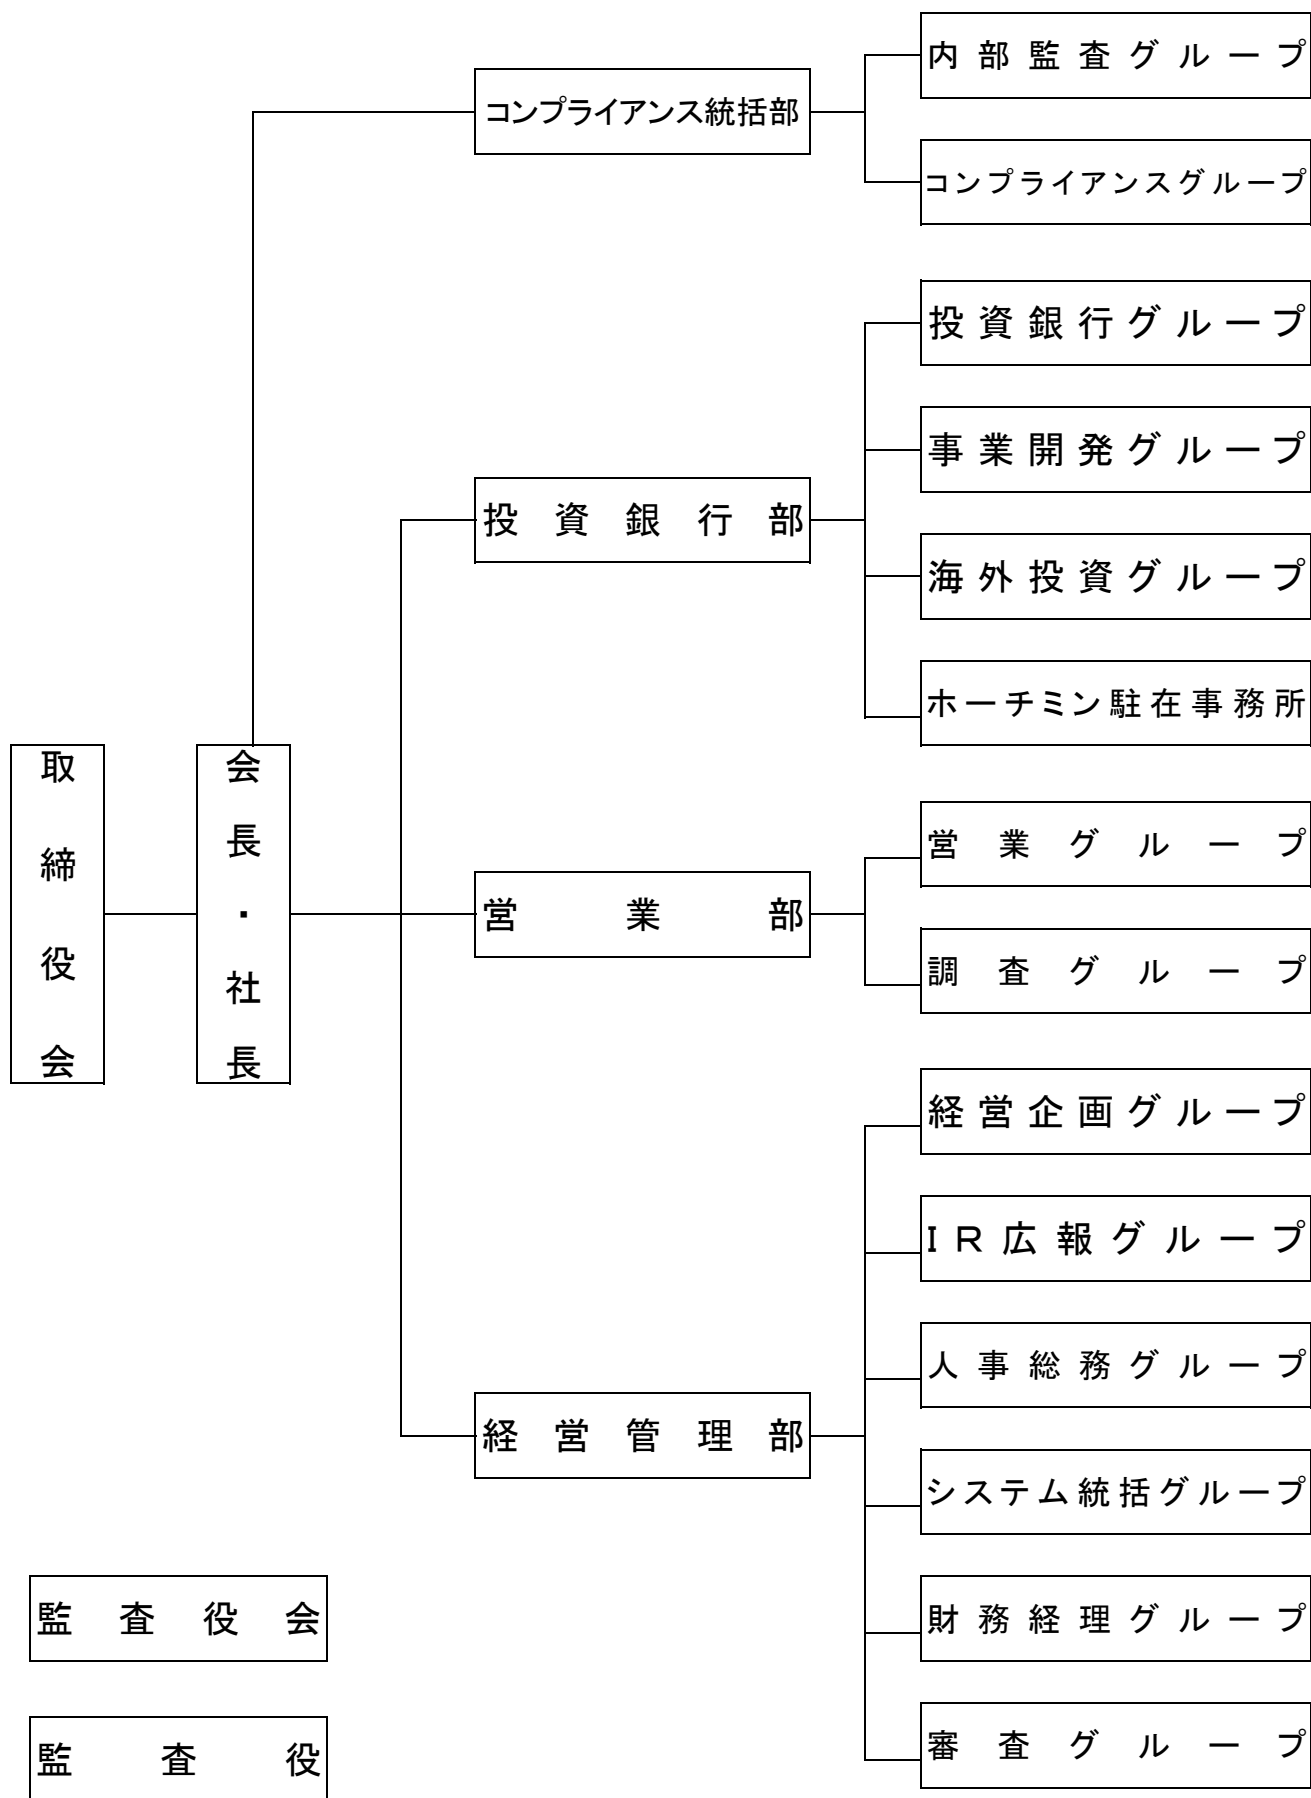 内部監査グループ
コンプライアンス統括部
コンプライアンスグループ
投資銀行グループ
事業開発グループ
投資銀行部
海外投資グループ
ホーチミン駐在事務所
取締役会
会長・社長
営業グループ
営業部
調査グループ
経営企画グループ
IR広報グループ
人事総務グループ
経営管理部
システム統括グループ
財務経理グループ
監査役会
審査グループ
監査役